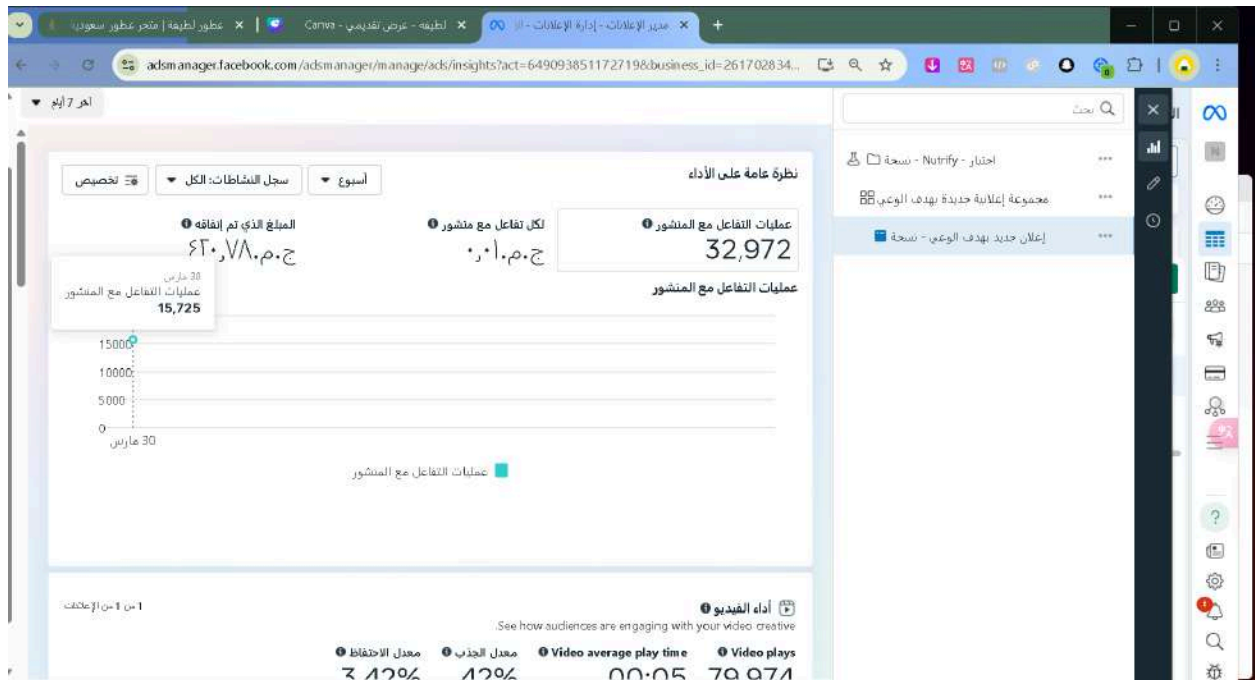 عطور لطيفة | متجر عطور سعودية
لطيفه - عرض تقديمي - Canva
مدير الإعلانات - إدارة الإعلانات - الإ
adsmanager.facebook.com/adsmanager/manage/ads/insights?act=649093851172719&business_id=261702834...
آخر 7 أيام
بحث
اختبار - Nutrify - نسخة
مجموعة إعلانية جديدة بهدف الوعي
إعلان جديد بهدف الوعي - نسخة
نظرة عامة على الأداء
أسبوع
سجل النشاطات: الكل
تخصيص
عمليات التفاعل مع المنشور
لكل تفاعل مع منشور
المبلغ الذي تم إنفاقه
32,972
ج.م.٠,٠١
ج.م.٦٢٠,٧٨
عمليات التفاعل مع المنشور
30 مارس
عمليات التفاعل مع المنشور
15,725
15000
10000
5000
0
30 مارس
عمليات التفاعل مع المنشور
أداء الفيديو
1 من 1 من الإعلانات
See how audiences are engaging with your video creative.
Video plays
Video average play time
معدل الجذب
معدل الاحتفاظ
79,974
00:05
42%
3.42%